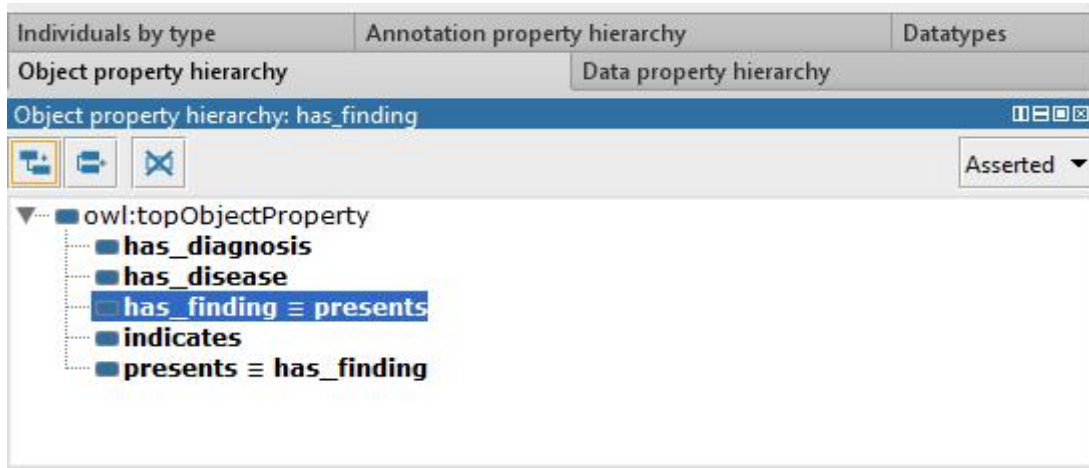 Individuals by type Annotation property hierarchy Datatypes
Object property hierarchy Data property hierarchy
Object property hierarchy: has_finding
Asserted
owl:topObjectProperty
has_diagnosis
has_disease
has_finding ≡ presents
indicates
presents ≡ has_finding